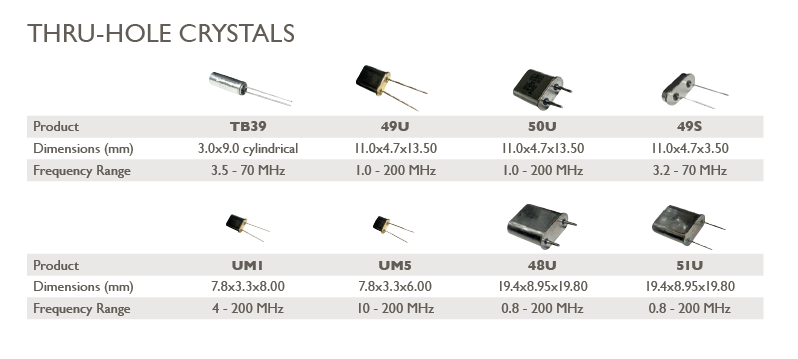 THRU-HOLE CRYSTALS
Product TB39 49U 50U 49S
Dimensions (mm) 3.0x9.0 cylindrical 11.0x4.7x13.50 11.0x4.7x13.50 11.0x4.7x3.50
Frequency Range 3.5 - 70 MHz 1.0 - 200 MHz 1.0 - 200 MHz 3.2 - 70 MHz
Product UM1 UM5 48U 51U
Dimensions (mm) 7.8x3.3x8.00 7.8x3.3x6.00 19.4x8.95x19.80 19.4x8.95x19.80
Frequency Range 4 - 200 MHz 10 - 200 MHz 0.8 - 200 MHz 0.8 - 200 MHz